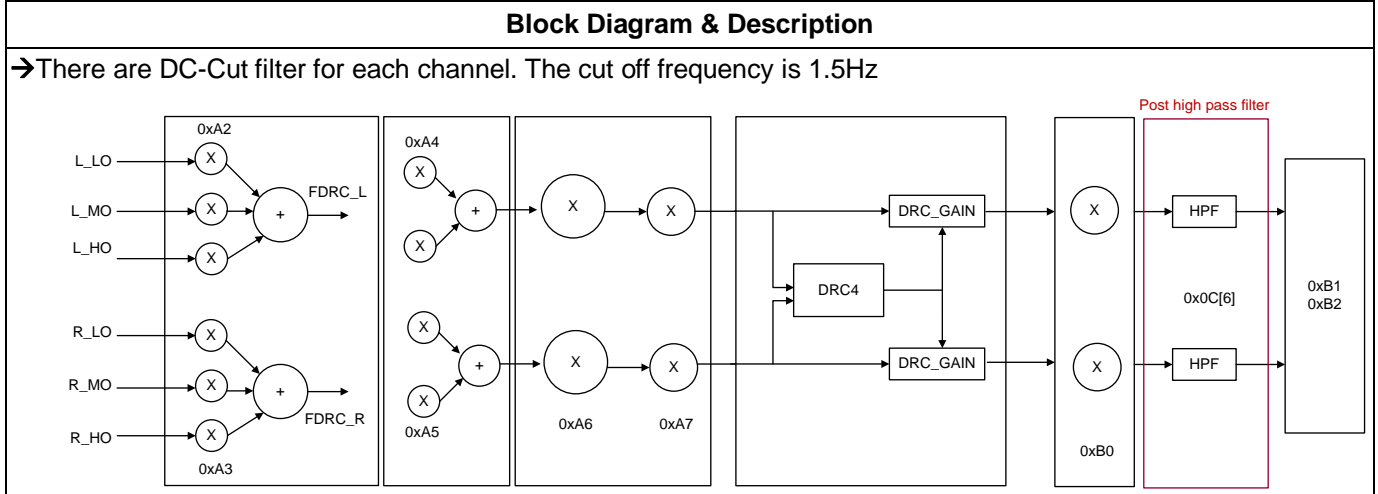 Block Diagram & Description
→There are DC-Cut filter for each channel. The cut off frequency is 1.5Hz
Post high pass filter
0xA2
0xA4
L_LO
X
X
FDRC_L
L_MO
X
+
+
X
X
DRC_GAIN
X
HPF
L_HO
X
X
DRC4
0x0C[6]
0xB1
0xB2
R_LO
X
X
R_MO
X
+
+
X
X
DRC_GAIN
X
HPF
FDRC_R
X
R_HO
X
0xA5
0xA6
0xA7
0xA3
0xB0